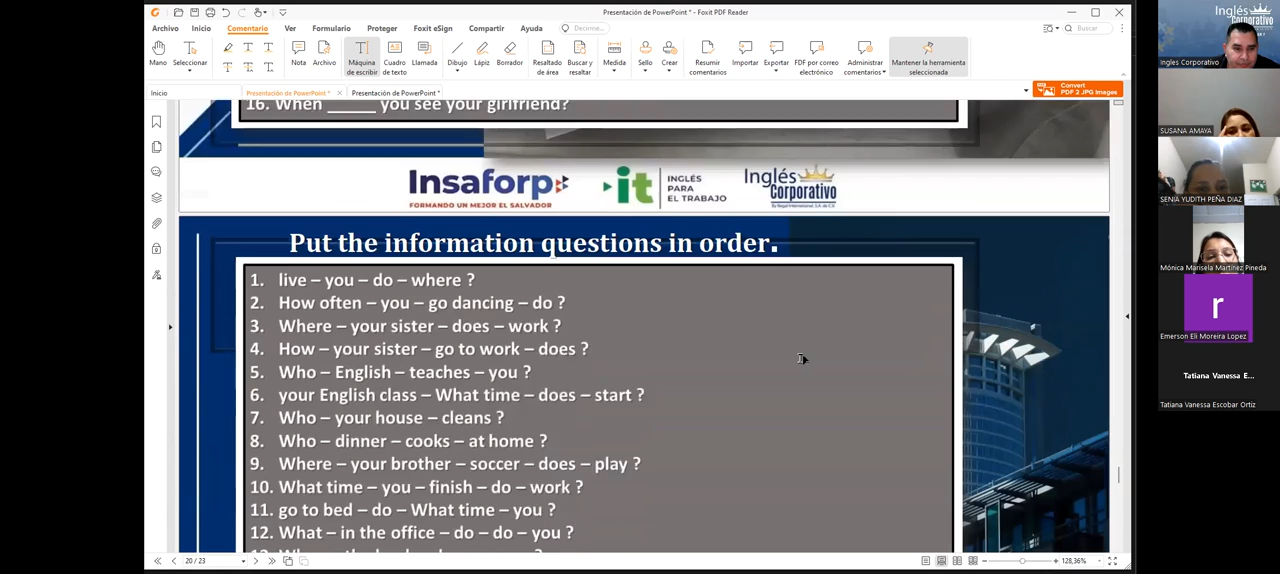 Presentación de PowerPoint * - Foxit PDF Reader
Archivo Inicio Comentario Ver Formulario Proteger Foxit eSign Compartir Ayuda Decirme... Buscar
Mano Seleccionar Nota Archivo Máquina de escribir Cuadro de texto Llamada Dibujo Lápiz Borrador Resaltado de área Buscar y resaltar Medida Sello Crear Resumir comentarios Importar Exportar PDF por correo electrónico Administrar comentarios Mantener la herramienta seleccionada
Inicio Presentación de PowerPoint * Presentación de PowerPoint * Convert PDF 2 JPG Images
16. When _____ you see your girlfriend?
Insaforp
FORMANDO UN MEJOR EL SALVADOR
it INGLÉS PARA EL TRABAJO
Inglés Corporativo
Put the information questions in order.
1. live – you – do – where ?
2. How often – you – go dancing – do ?
3. Where – your sister – does – work ?
4. How – your sister – go to work – does ?
5. Who – English – teaches – you ?
6. your English class – What time – does – start ?
7. Who – your house – cleans ?
8. Who – dinner – cooks – at home ?
9. Where – your brother – soccer – does – play ?
10. What time – you – finish – do – work ?
11. go to bed – do – What time – you ?
12. What – in the office – do – do – you ?
20 / 23
128,36%
Inglés Corporativo
Ingles Corporativo
SUSANA AMAYA
SENIA YUDITH PEÑA DIAZ
Mónica Marisela Martínez Pineda
r
Emerson Eli Moreira Lopez
Tatiana Vanessa E...
Tatiana Vanessa Escobar Ortiz